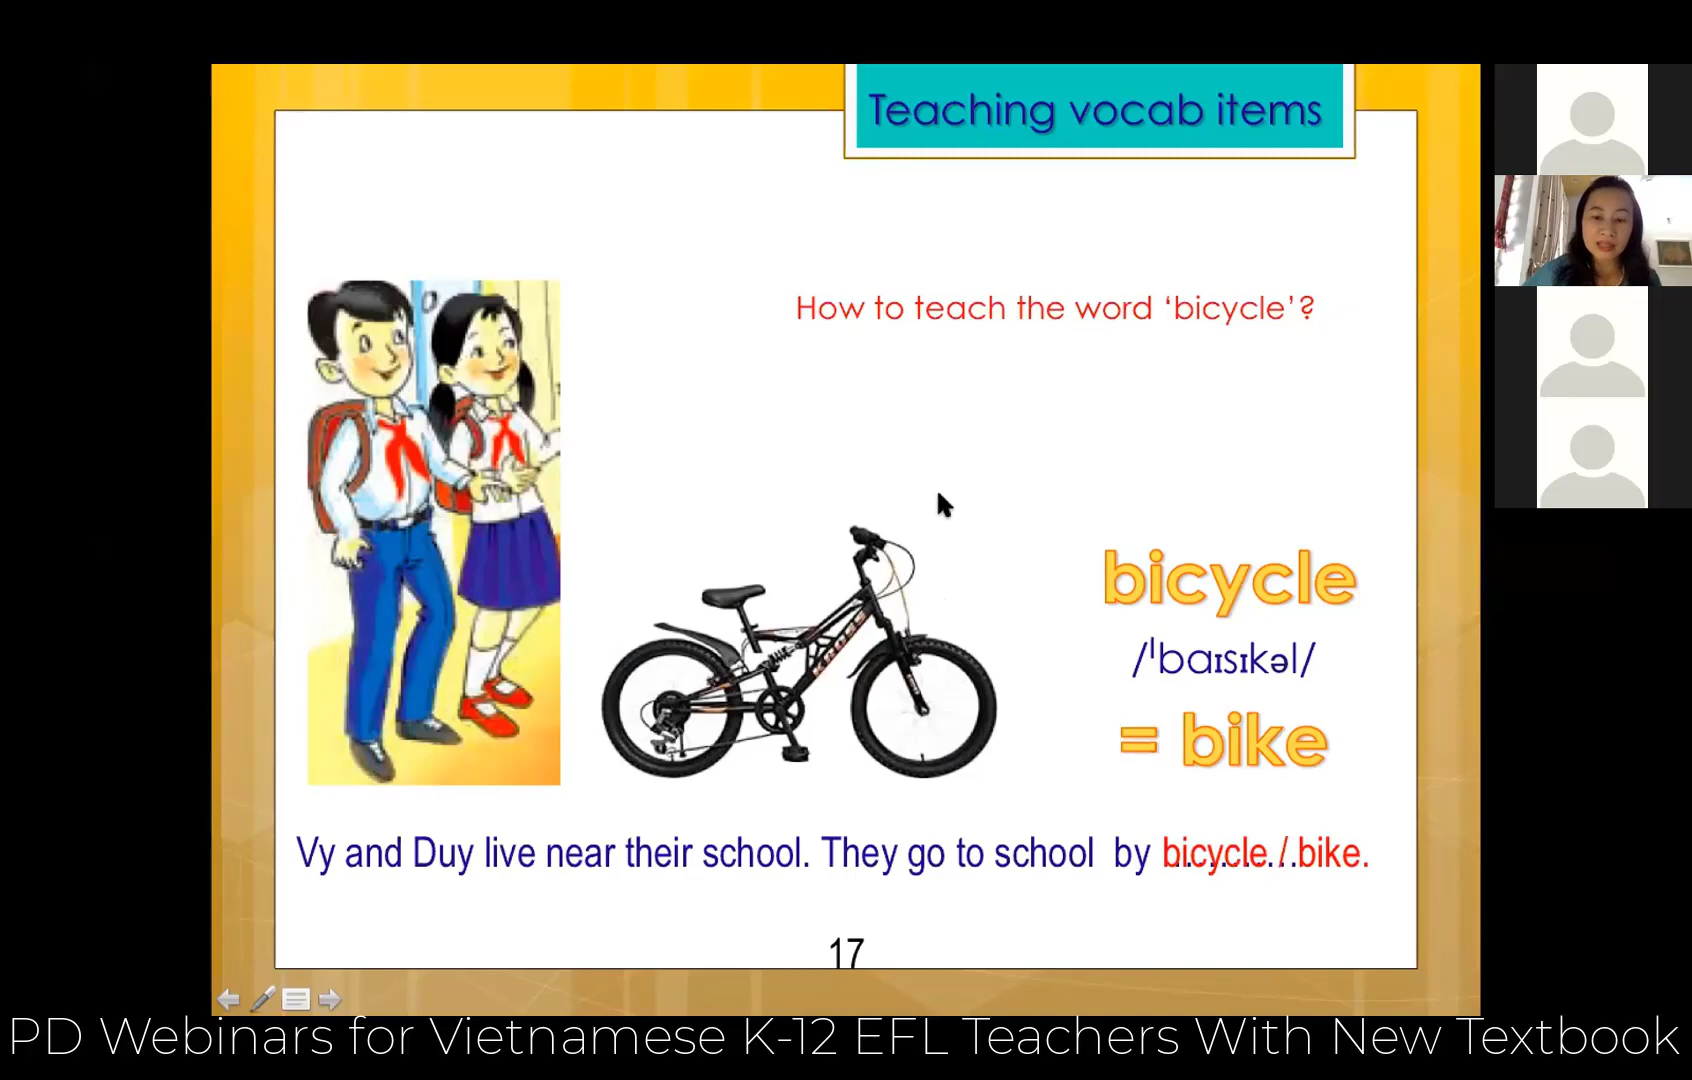 Teaching vocab items
How to teach the word ‘bicycle’?
KROSS
bicycle
/ˈbaɪsɪkəl/
= bike
Vy and Duy live near their school. They go to school by bicycle / bike.
17
PD Webinars for Vietnamese K-12 EFL Teachers With New Textbook